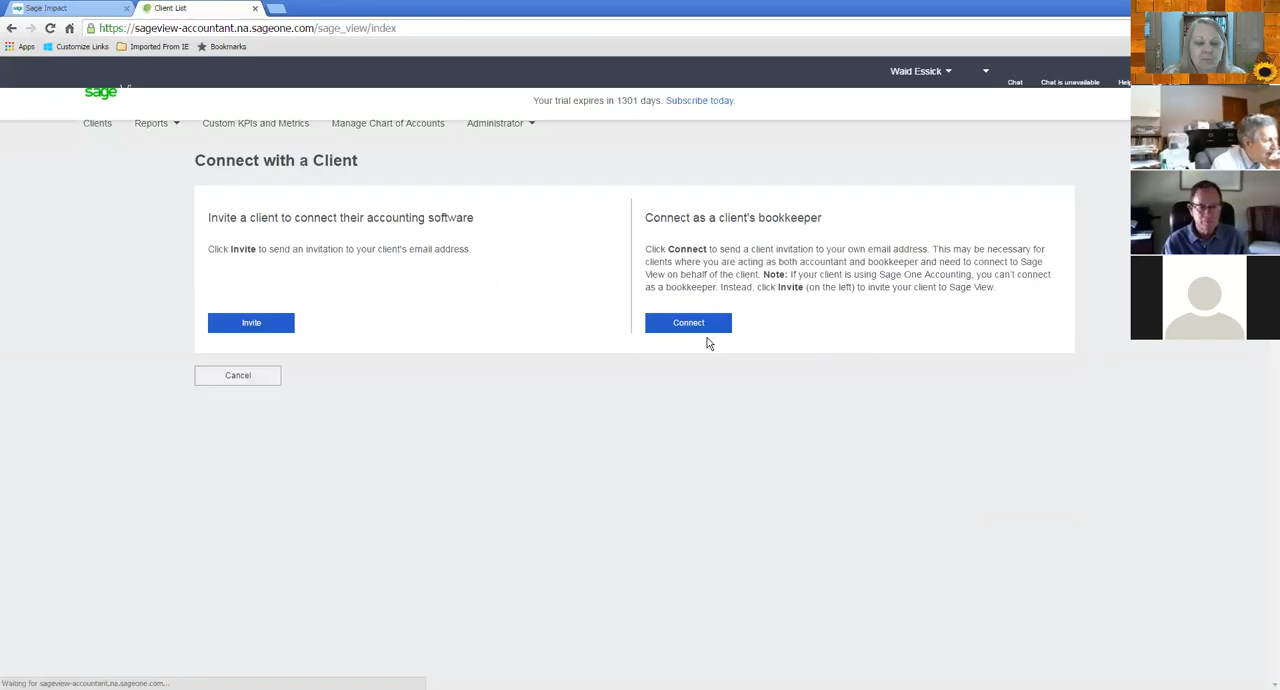 Sage Impact
Client List
https://sageview-accountant.na.sageone.com/sage_view/index
Apps Customize Links Imported From IE Bookmarks
Waid Essick
Chat Chat is unavailable Help
sage
Your trial expires in 1301 days. Subscribe today.
Clients Reports Custom KPIs and Metrics Manage Chart of Accounts Administrator
Connect with a Client
Invite a client to connect their accounting software
Click Invite to send an invitation to your client's email address.
Invite
Connect as a client's bookkeeper
Click Connect to send a client invitation to your own email address. This may be necessary for
clients where you are acting as both accountant and bookkeeper and need to connect to Sage
View on behalf of the client. Note: If your client is using Sage One Accounting, you can't connect
as a bookkeeper. Instead, click Invite (on the left) to invite your client to Sage View.
Connect
Cancel
Waiting for sageview-accountant.na.sageone.com...